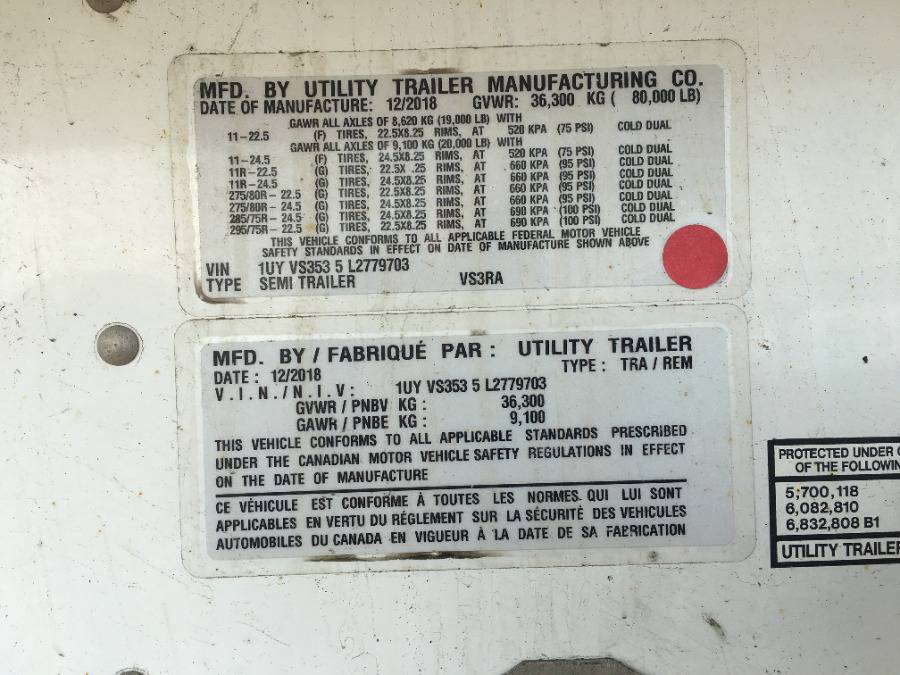 MFD. BY UTILITY TRAILER MANUFACTURING CO.
DATE OF MANUFACTURE: 12/2018 GVWR: 36,300 KG ( 80,000 LB)
GAWR ALL AXLES OF 8,620 KG (19,000 LB) WITH
11-22.5 (F) TIRES, 22.5X8.25 RIMS, AT 520 KPA (75 PSI) COLD DUAL
GAWR ALL AXLES OF 9,100 KG (20,000 LB) WITH
11-24.5 (F) TIRES, 24.5X8.25 RIMS, AT 520 KPA (75 PSI) COLD DUAL
11R-22.5 (G) TIRES, 22.5X .25 RIMS, AT 660 KPA (95 PSI) COLD DUAL
11R-24.5 (G) TIRES, 24.5X8.25 RIMS, AT 660 KPA (95 PSI) COLD DUAL
275/80R-22.5 (G) TIRES, 22.5X8.25 RIMS, AT 660 KPA (95 PSI) COLD DUAL
275/80R-24.5 (G) TIRES, 24.5X8.25 RIMS, AT 660 KPA (95 PSI) COLD DUAL
285/75R-24.5 (G) TIRES, 24.5X8.25 RIMS, AT 690 KPA (100 PSI) COLD DUAL
295/75R-22.5 (G) TIRES, 22.5X8.25 RIMS, AT 690 KPA (100 PSI) COLD DUAL
THIS VEHICLE CONFORMS TO ALL APPLICABLE FEDERAL MOTOR VEHICLE
SAFETY STANDARDS IN EFFECT ON DATE OF MANUFACTURE SHOWN ABOVE
VIN 1UY VS353 5 L2779703
TYPE SEMI TRAILER VS3RA
MFD. BY / FABRIQUÉ PAR : UTILITY TRAILER
DATE : 12/2018 TYPE : TRA / REM
V.I.N./N.I.V: 1UY VS353 5 L2779703
GVWR / PNBV KG : 36,300
GAWR / PNBE KG : 9,100
THIS VEHICLE CONFORMS TO ALL APPLICABLE STANDARDS PRESCRIBED
UNDER THE CANADIAN MOTOR VEHICLE SAFETY REGULATIONS IN EFFECT
ON THE DATE OF MANUFACTURE
CE VÉHICULE EST CONFORME À TOUTES LES NORMES QUI LUI SONT
APPLICABLES EN VERTU DU RÉGLEMENT SUR LA SÉCURITÉ DES VEHICULES
AUTOMOBILES DU CANADA EN VIGUEUR À LA DATE DE SA FABRICATION
PROTECTED UNDER
OF THE FOLLOWIN
5,700,118
6,082,810
6,832,808 B1
UTILITY TRAILER